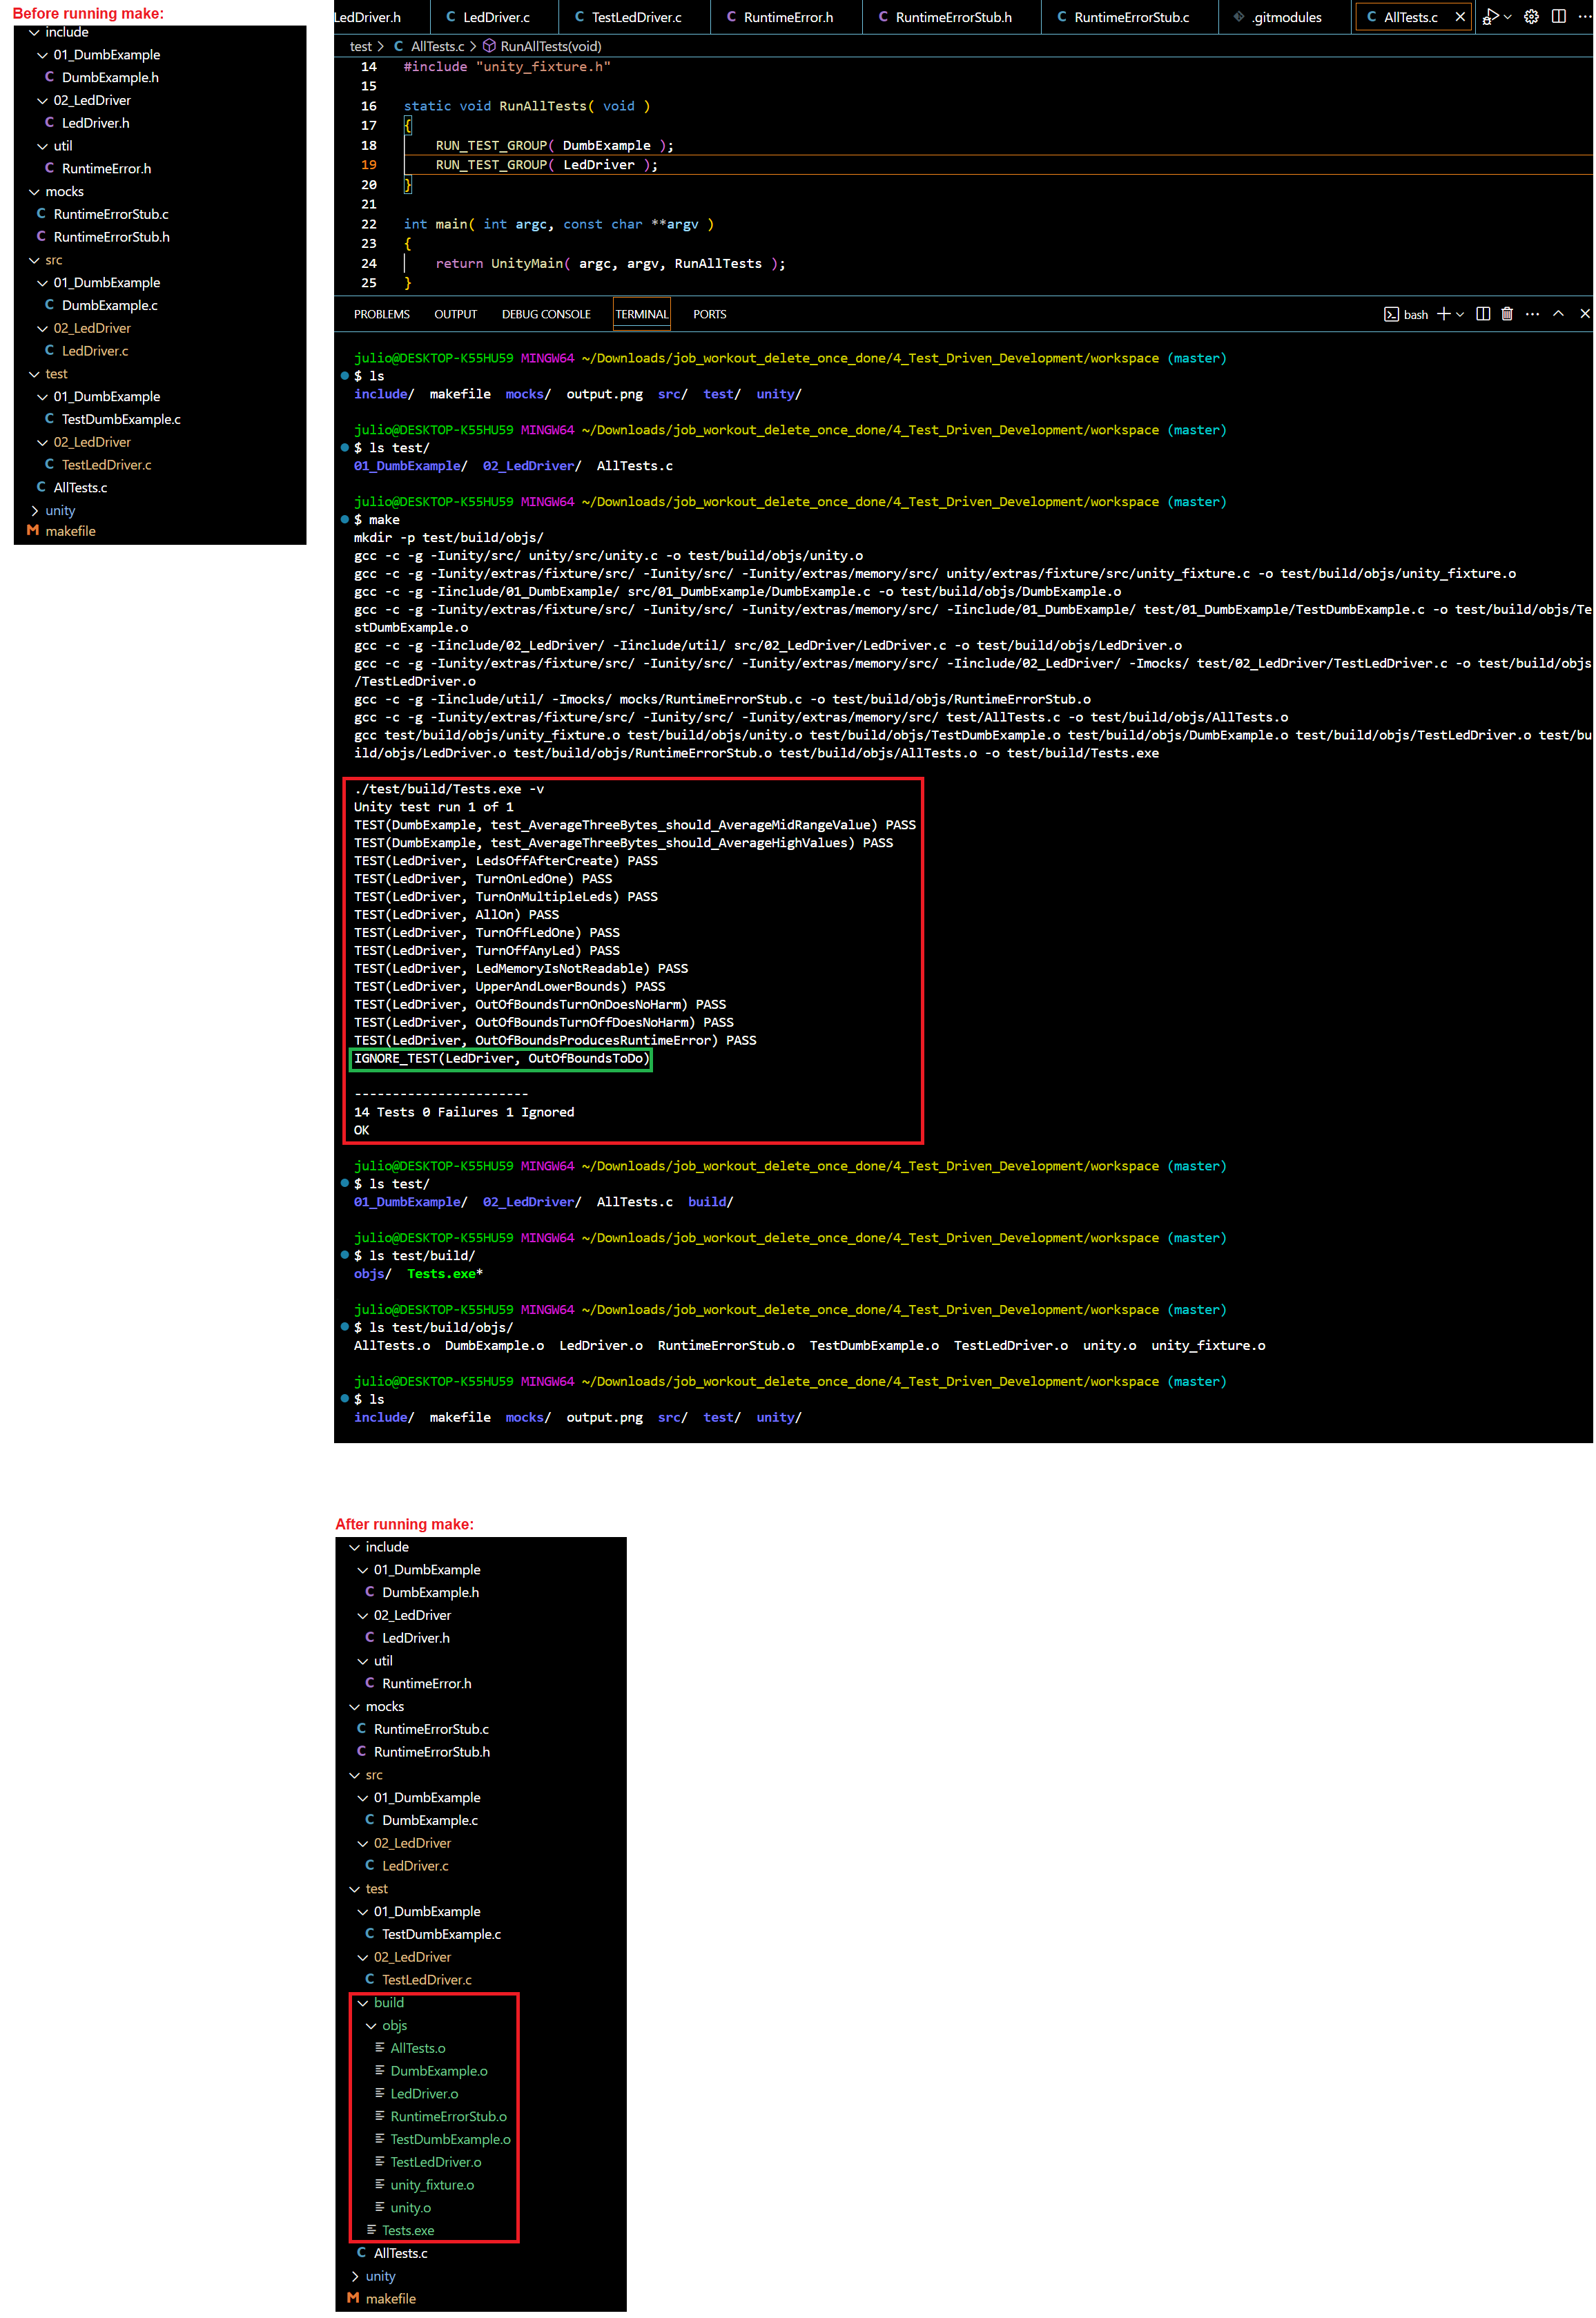 Before running make:
include
01_DumbExample
C DumbExample.h
02_LedDriver
C LedDriver.h
util
C RuntimeError.h
mocks
C RuntimeErrorStub.c
C RuntimeErrorStub.h
src
01_DumbExample
C DumbExample.c
02_LedDriver
C LedDriver.c
test
01_DumbExample
C TestDumbExample.c
02_LedDriver
C TestLedDriver.c
C AllTests.c
unity
M makefile
LedDriver.h C LedDriver.c C TestLedDriver.c C RuntimeError.h C RuntimeErrorStub.h C RuntimeErrorStub.c .gitmodules C AllTests.c
test > C AllTests.c > RunAllTests(void)
14 #include "unity_fixture.h"
15
16 static void RunAllTests( void )
17 {
18 RUN_TEST_GROUP( DumbExample );
19 RUN_TEST_GROUP( LedDriver );
20 }
21
22 int main( int argc, const char **argv )
23 {
24 return UnityMain( argc, argv, RunAllTests );
25 }
PROBLEMS OUTPUT DEBUG CONSOLE TERMINAL PORTS bash
julio@DESKTOP-K55HU59 MINGW64 ~/Downloads/job_workout_delete_once_done/4_Test_Driven_Development/workspace (master)
$ ls
include/ makefile mocks/ output.png src/ test/ unity/
julio@DESKTOP-K55HU59 MINGW64 ~/Downloads/job_workout_delete_once_done/4_Test_Driven_Development/workspace (master)
$ ls test/
01_DumbExample/ 02_LedDriver/ AllTests.c
julio@DESKTOP-K55HU59 MINGW64 ~/Downloads/job_workout_delete_once_done/4_Test_Driven_Development/workspace (master)
$ make
mkdir -p test/build/objs/
gcc -c -g -Iunity/src/ unity/src/unity.c -o test/build/objs/unity.o
gcc -c -g -Iunity/extras/fixture/src/ -Iunity/src/ -Iunity/extras/memory/src/ unity/extras/fixture/src/unity_fixture.c -o test/build/objs/unity_fixture.o
gcc -c -g -Iinclude/01_DumbExample/ src/01_DumbExample/DumbExample.c -o test/build/objs/DumbExample.o
gcc -c -g -Iunity/extras/fixture/src/ -Iunity/src/ -Iunity/extras/memory/src/ -Iinclude/01_DumbExample/ test/01_DumbExample/TestDumbExample.c -o test/build/objs/Te
stDumbExample.o
gcc -c -g -Iinclude/02_LedDriver/ -Iinclude/util/ src/02_LedDriver/LedDriver.c -o test/build/objs/LedDriver.o
gcc -c -g -Iunity/extras/fixture/src/ -Iunity/src/ -Iunity/extras/memory/src/ -Iinclude/02_LedDriver/ -Imocks/ test/02_LedDriver/TestLedDriver.c -o test/build/objs
/TestLedDriver.o
gcc -c -g -Iinclude/util/ -Imocks/ mocks/RuntimeErrorStub.c -o test/build/objs/RuntimeErrorStub.o
gcc -c -g -Iunity/extras/fixture/src/ -Iunity/src/ -Iunity/extras/memory/src/ test/AllTests.c -o test/build/objs/AllTests.o
gcc test/build/objs/unity_fixture.o test/build/objs/unity.o test/build/objs/TestDumbExample.o test/build/objs/DumbExample.o test/build/objs/TestLedDriver.o test/bu
ild/objs/LedDriver.o test/build/objs/RuntimeErrorStub.o test/build/objs/AllTests.o -o test/build/Tests.exe
./test/build/Tests.exe -v
Unity test run 1 of 1
TEST(DumbExample, test_AverageThreeBytes_should_AverageMidRangeValue) PASS
TEST(DumbExample, test_AverageThreeBytes_should_AverageHighValues) PASS
TEST(LedDriver, LedsOffAfterCreate) PASS
TEST(LedDriver, TurnOnLedOne) PASS
TEST(LedDriver, TurnOnMultipleLeds) PASS
TEST(LedDriver, AllOn) PASS
TEST(LedDriver, TurnOffLedOne) PASS
TEST(LedDriver, TurnOffAnyLed) PASS
TEST(LedDriver, LedMemoryIsNotReadable) PASS
TEST(LedDriver, UpperAndLowerBounds) PASS
TEST(LedDriver, OutOfBoundsTurnOnDoesNoHarm) PASS
TEST(LedDriver, OutOfBoundsTurnOffDoesNoHarm) PASS
TEST(LedDriver, OutOfBoundsProducesRuntimeError) PASS
IGNORE_TEST(LedDriver, OutOfBoundsToDo)
-----------------------
14 Tests 0 Failures 1 Ignored
OK
julio@DESKTOP-K55HU59 MINGW64 ~/Downloads/job_workout_delete_once_done/4_Test_Driven_Development/workspace (master)
$ ls test/
01_DumbExample/ 02_LedDriver/ AllTests.c build/
julio@DESKTOP-K55HU59 MINGW64 ~/Downloads/job_workout_delete_once_done/4_Test_Driven_Development/workspace (master)
$ ls test/build/
objs/ Tests.exe*
julio@DESKTOP-K55HU59 MINGW64 ~/Downloads/job_workout_delete_once_done/4_Test_Driven_Development/workspace (master)
$ ls test/build/objs/
AllTests.o DumbExample.o LedDriver.o RuntimeErrorStub.o TestDumbExample.o TestLedDriver.o unity.o unity_fixture.o
julio@DESKTOP-K55HU59 MINGW64 ~/Downloads/job_workout_delete_once_done/4_Test_Driven_Development/workspace (master)
$ ls
include/ makefile mocks/ output.png src/ test/ unity/
After running make:
include
01_DumbExample
C DumbExample.h
02_LedDriver
C LedDriver.h
util
C RuntimeError.h
mocks
C RuntimeErrorStub.c
C RuntimeErrorStub.h
src
01_DumbExample
C DumbExample.c
02_LedDriver
C LedDriver.c
test
01_DumbExample
C TestDumbExample.c
02_LedDriver
C TestLedDriver.c
build
objs
AllTests.o
DumbExample.o
LedDriver.o
RuntimeErrorStub.o
TestDumbExample.o
TestLedDriver.o
unity_fixture.o
unity.o
Tests.exe
C AllTests.c
unity
M makefile